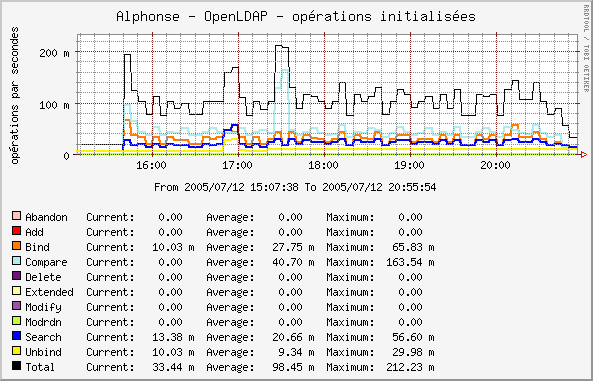 Alphonse - OpenLDAP - opérations initialisées
RRDTOOL / TOBI OETIKER
opérations par secondes
200 m
100 m
0
16:00 17:00 18:00 19:00 20:00
From 2005/07/12 15:07:38 To 2005/07/12 20:55:54
Abandon Current: 0.00 Average: 0.00 Maximum: 0.00
Add Current: 0.00 Average: 0.00 Maximum: 0.00
Bind Current: 10.03 m Average: 27.75 m Maximum: 65.83 m
Compare Current: 0.00 Average: 40.70 m Maximum: 163.54 m
Delete Current: 0.00 Average: 0.00 Maximum: 0.00
Extended Current: 0.00 Average: 0.00 Maximum: 0.00
Modify Current: 0.00 Average: 0.00 Maximum: 0.00
Modrdn Current: 0.00 Average: 0.00 Maximum: 0.00
Search Current: 13.38 m Average: 20.66 m Maximum: 56.60 m
Unbind Current: 10.03 m Average: 9.34 m Maximum: 29.98 m
Total Current: 33.44 m Average: 98.45 m Maximum: 212.23 m